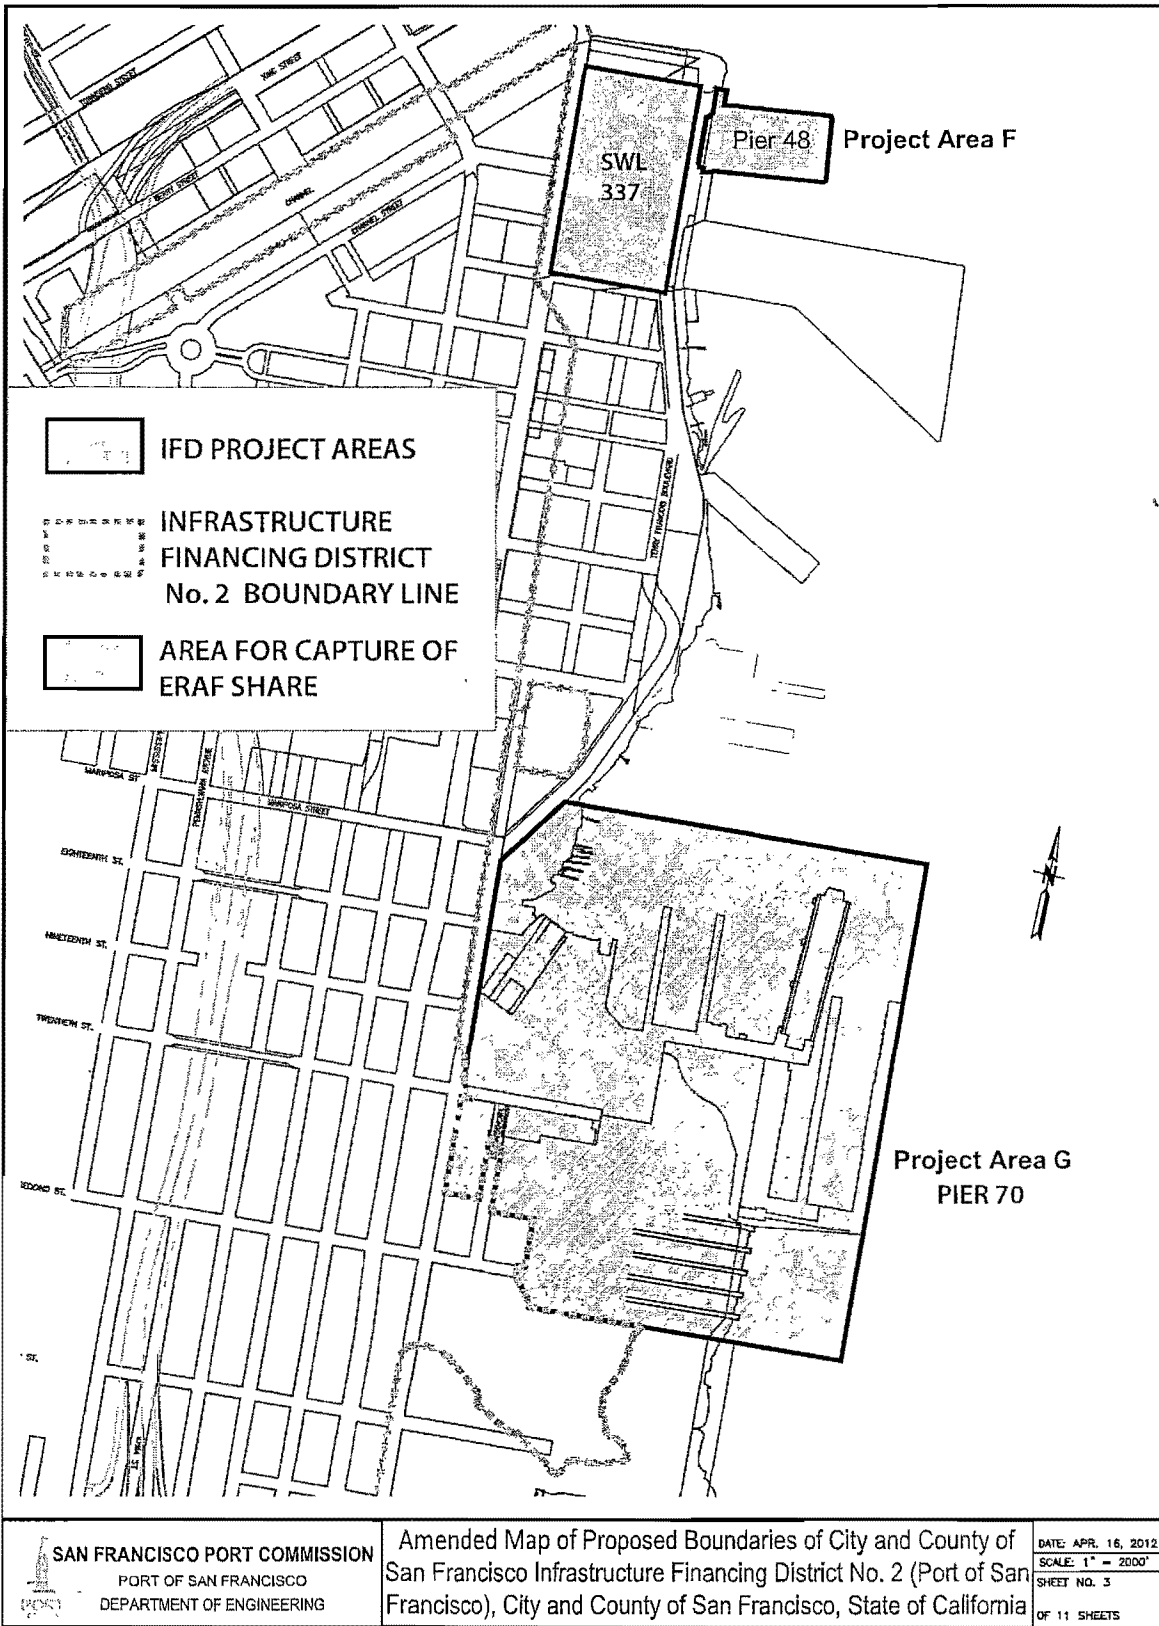 KING STREET
TOWNSEND STREET
BERRY STREET
CHANNEL
CHANNEL STREET
SWL
337
Pier 48
Project Area F
IFD PROJECT AREAS
INFRASTRUCTURE
FINANCING DISTRICT
No. 2 BOUNDARY LINE
AREA FOR CAPTURE OF
ERAF SHARE
TERRY FRANCOIS BOULEVARD
MARIPOSA ST
PENNSYLVANIA AVENUE
MARIPOSA STREET
EIGHTEENTH ST.
NINETEENTH ST.
TWENTIETH ST.
ECOND ST.
ST.
N
Project Area G
PIER 70
SAN FRANCISCO PORT COMMISSION
PORT OF SAN FRANCISCO
DEPARTMENT OF ENGINEERING
Amended Map of Proposed Boundaries of City and County of
San Francisco Infrastructure Financing District No. 2 (Port of San
Francisco), City and County of San Francisco, State of California
DATE: APR. 16, 2012
SCALE: 1" = 2000'
SHEET NO. 3
OF 11 SHEETS